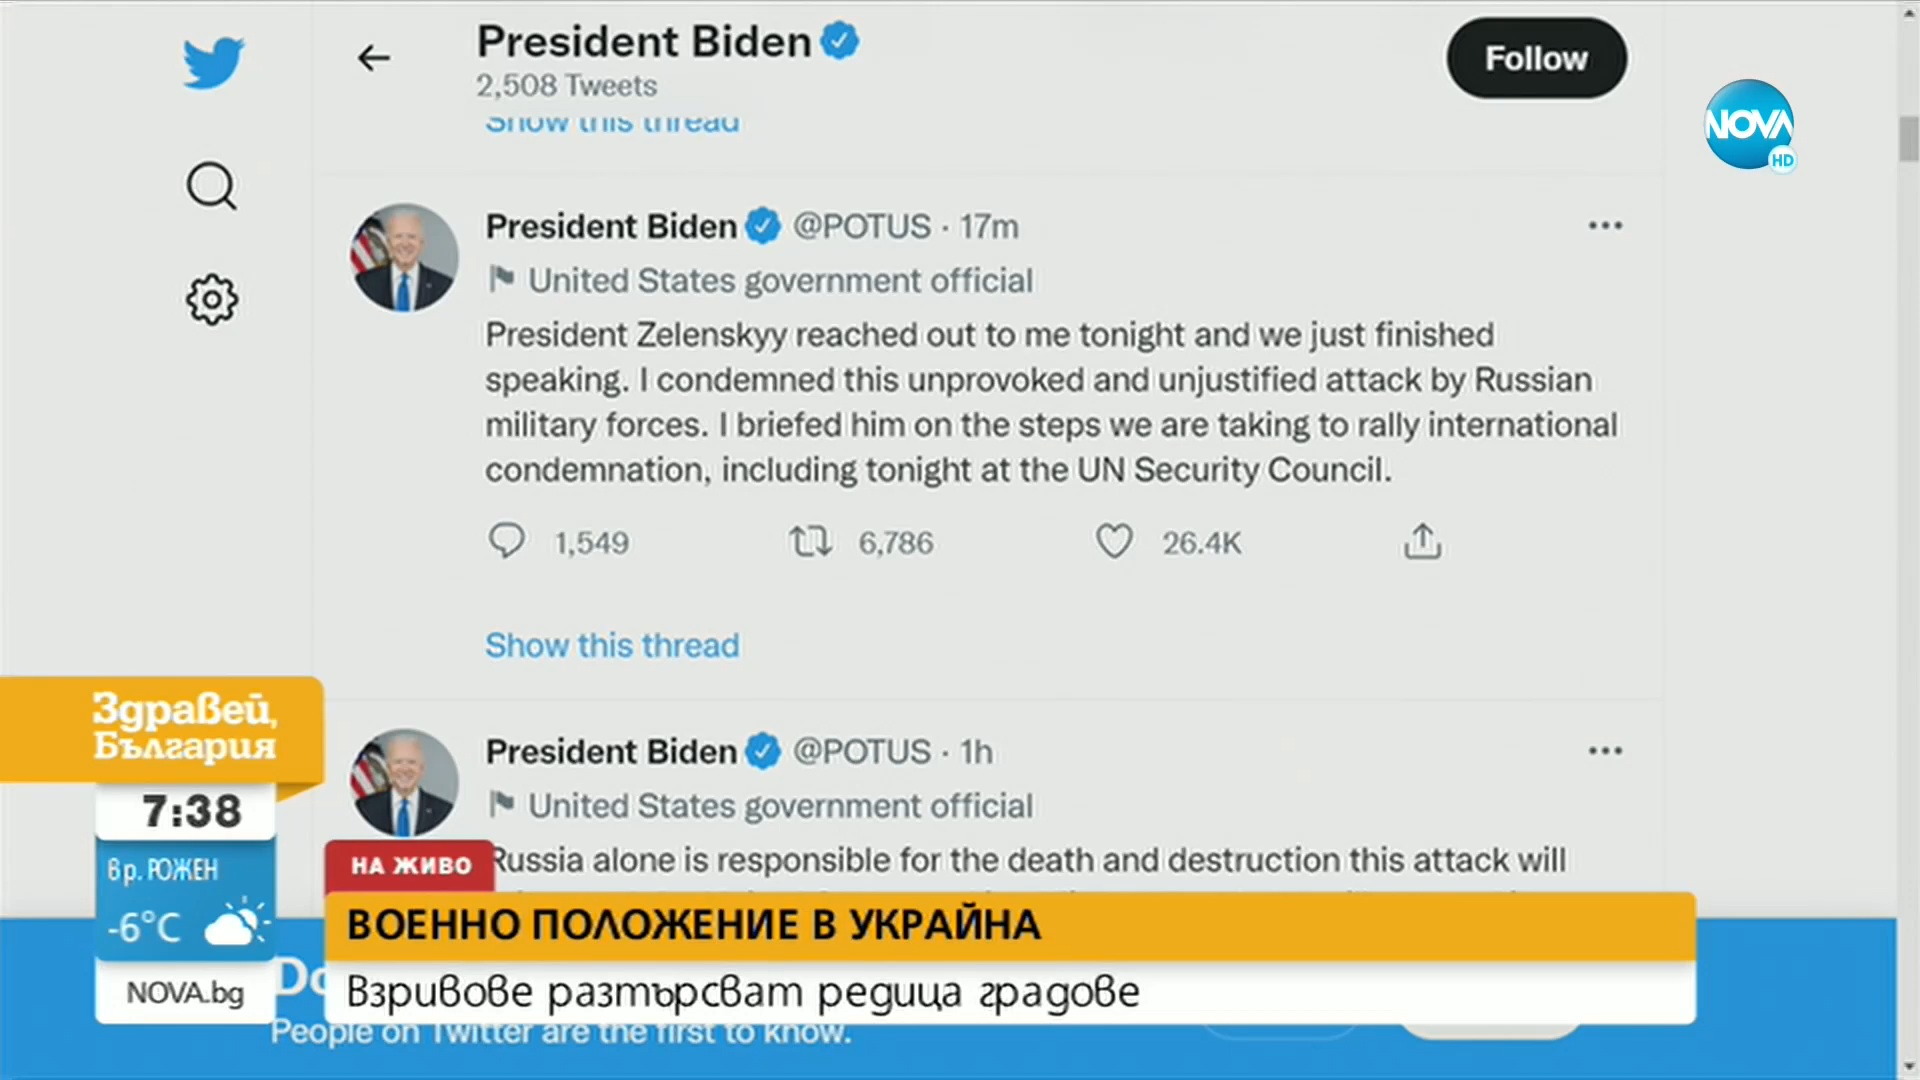 President Biden
2,508 Tweets
Follow
Show this thread
NOVA
HD
President Biden @POTUS · 17m
United States government official
President Zelenskyy reached out to me tonight and we just finished
speaking. I condemned this unprovoked and unjustified attack by Russian
military forces. I briefed him on the steps we are taking to rally international
condemnation, including tonight at the UN Security Council.
1,549 6,786 26.4K
Show this thread
President Biden @POTUS · 1h
United States government official
Russia alone is responsible for the death and destruction this attack will
Здравей,
България
7:38
вр. РОЖЕН
-6°C
NOVA.bg
НА ЖИВО
ВОЕННО ПОЛОЖЕНИЕ В УКРАЙНА
Взривове разтърсват редица градове
People on Twitter are the first to know.